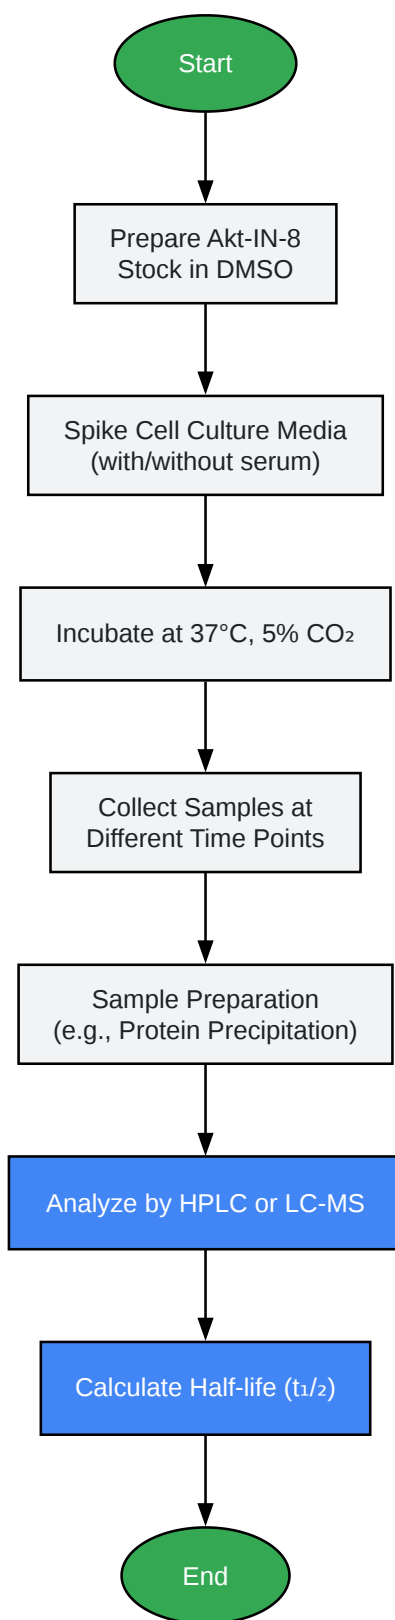 Start
Prepare Akt-IN-8
Stock in DMSO
Spike Cell Culture Media
(with/without serum)
Incubate at 37°C, 5% CO₂
Collect Samples at
Different Time Points
Sample Preparation
(e.g., Protein Precipitation)
Analyze by HPLC or LC-MS
Calculate Half-life (t₁/₂)
End